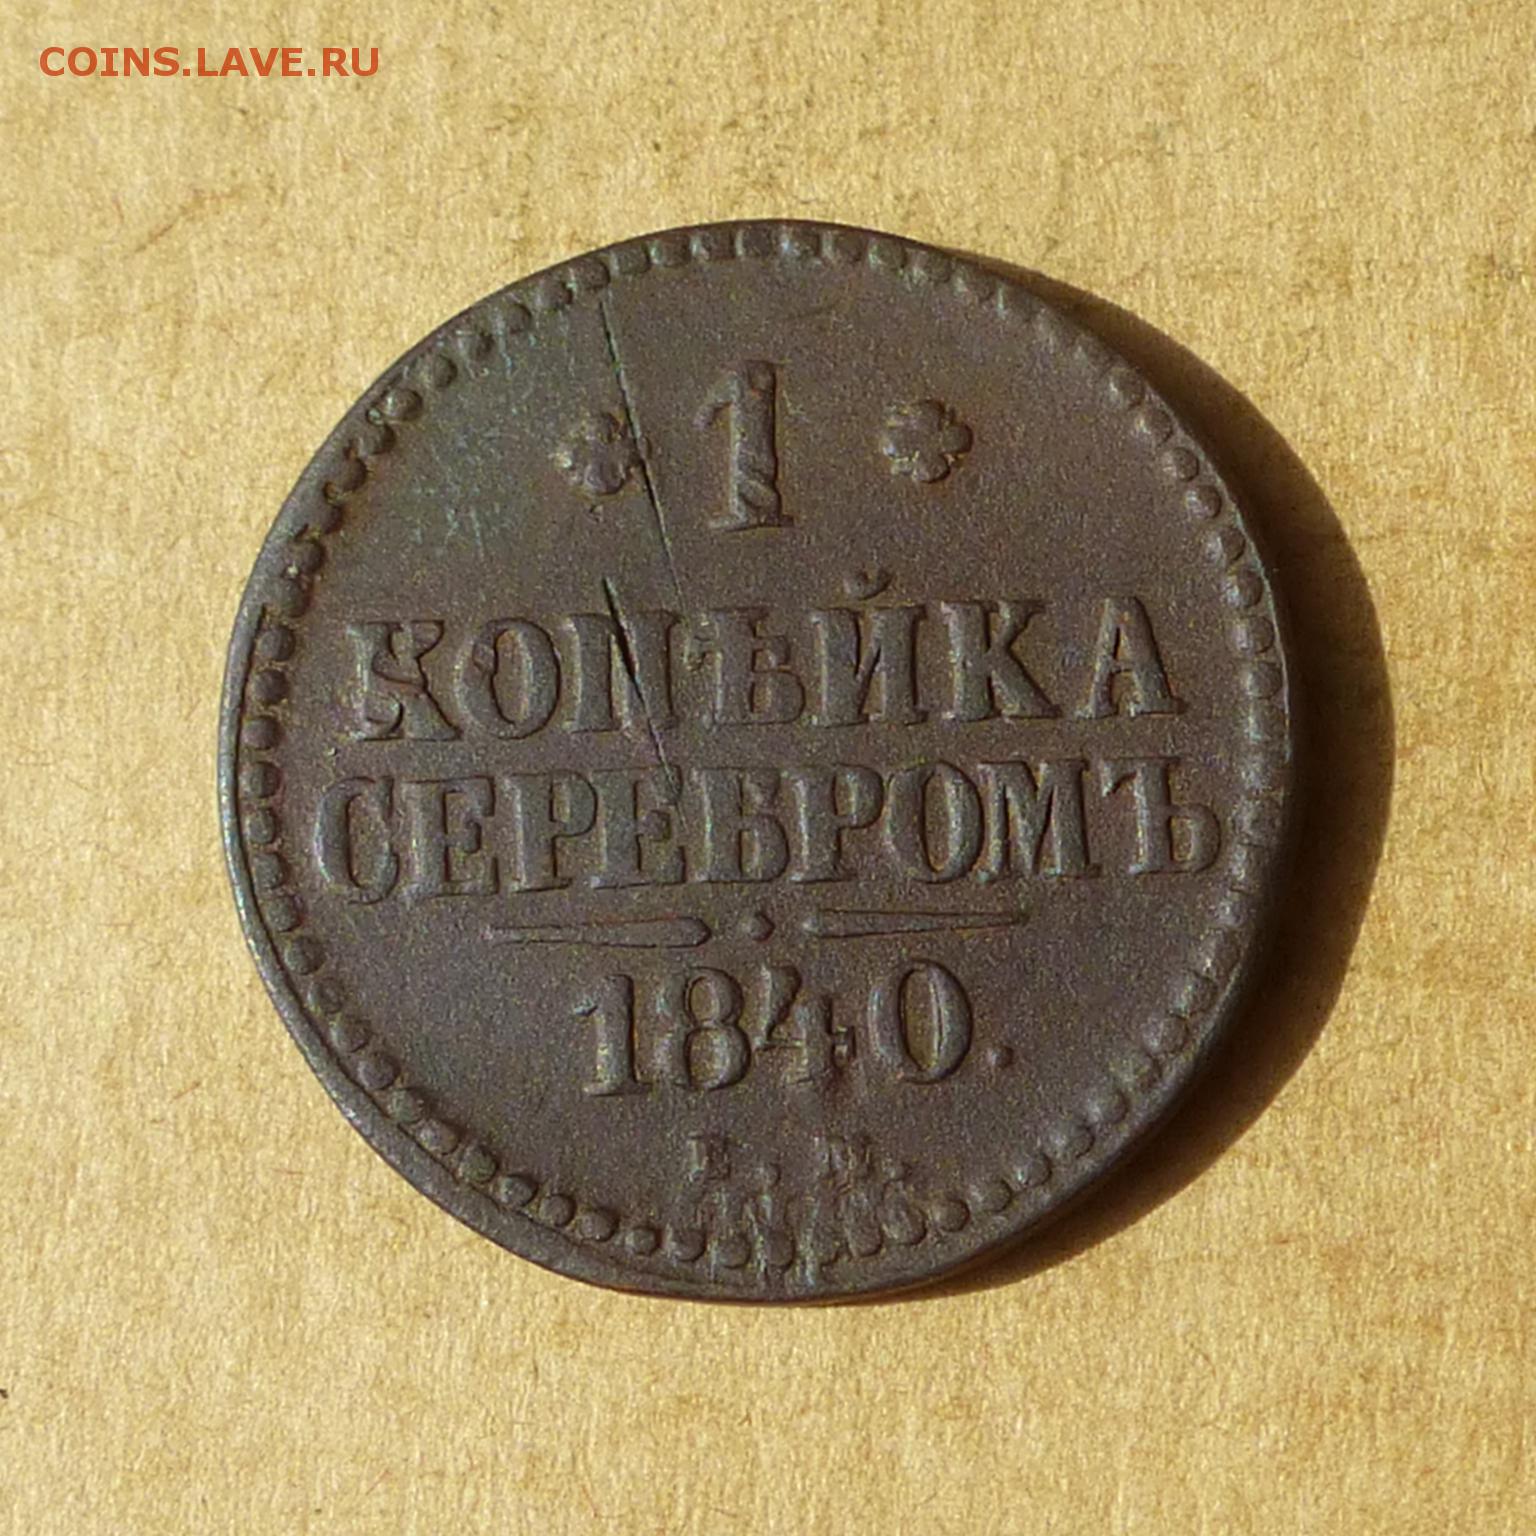 COINS.LAVE.RU
1
КОПѢЙКА
СЕРЕБРОМЪ
1840.